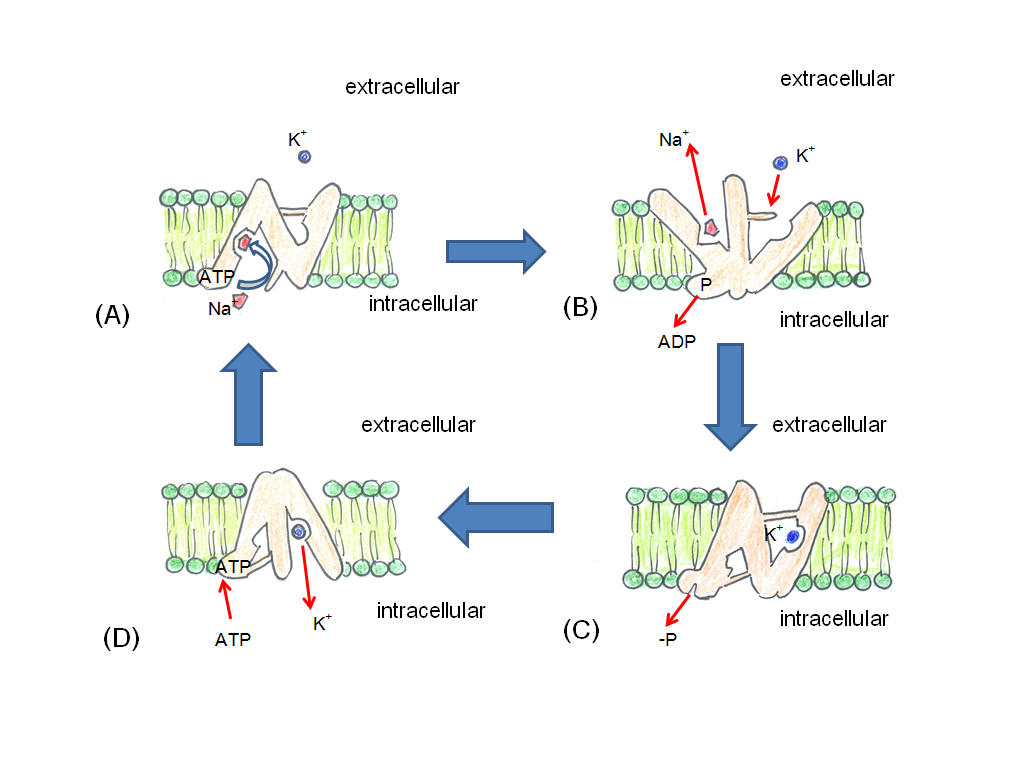 extracellular
K⁺
ATP
Na⁺
intracellular
(A)
extracellular
Na⁺
K⁺
P
ADP
(B)
intracellular
extracellular
K⁺
-P
(C)
intracellular
extracellular
ATP
ATP
K⁺
intracellular
(D)